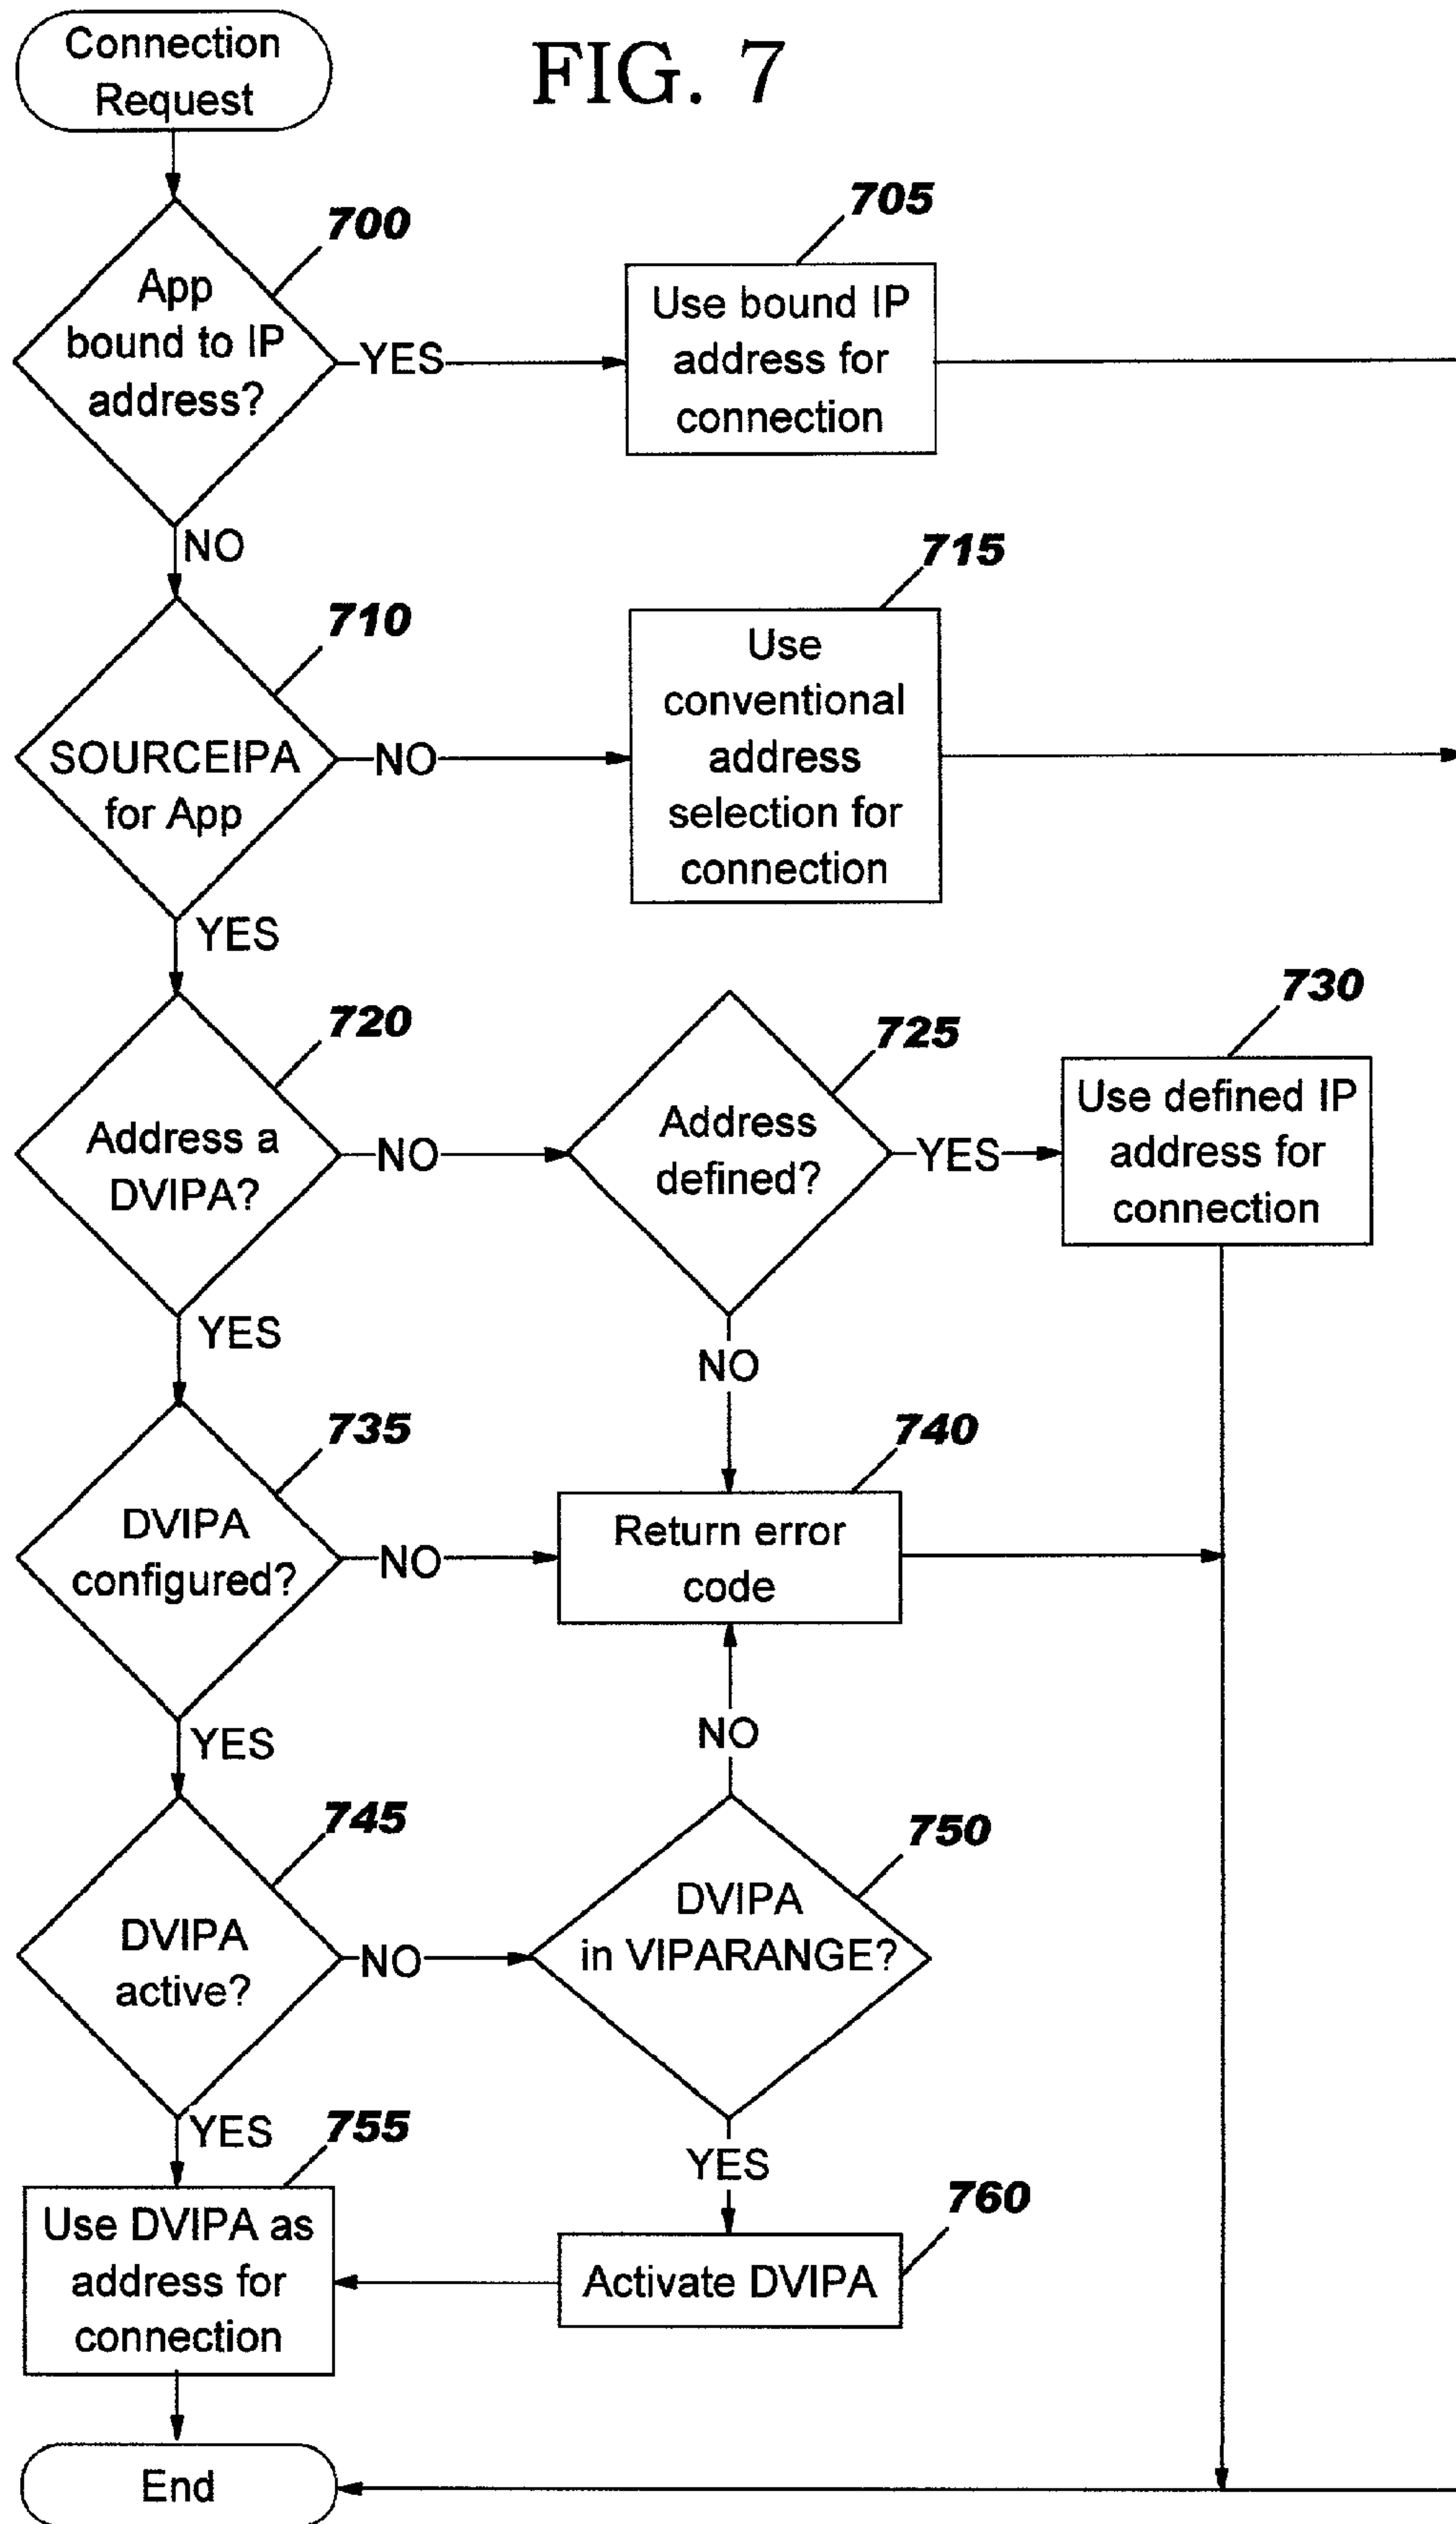 Connection
Request
FIG. 7
700
App
bound to IP
address?
YES
705
Use bound IP
address for
connection
NO
710
SOURCEIPA
for App
NO
715
Use
conventional
address
selection for
connection
YES
720
Address a
DVIPA?
NO
725
Address
defined?
YES
730
Use defined IP
address for
connection
YES
NO
735
DVIPA
configured?
NO
740
Return error
code
YES
NO
745
DVIPA
active?
NO
750
DVIPA
in VIPARANGE?
YES
755
Use DVIPA as
address for
connection
YES
760
Activate DVIPA
End